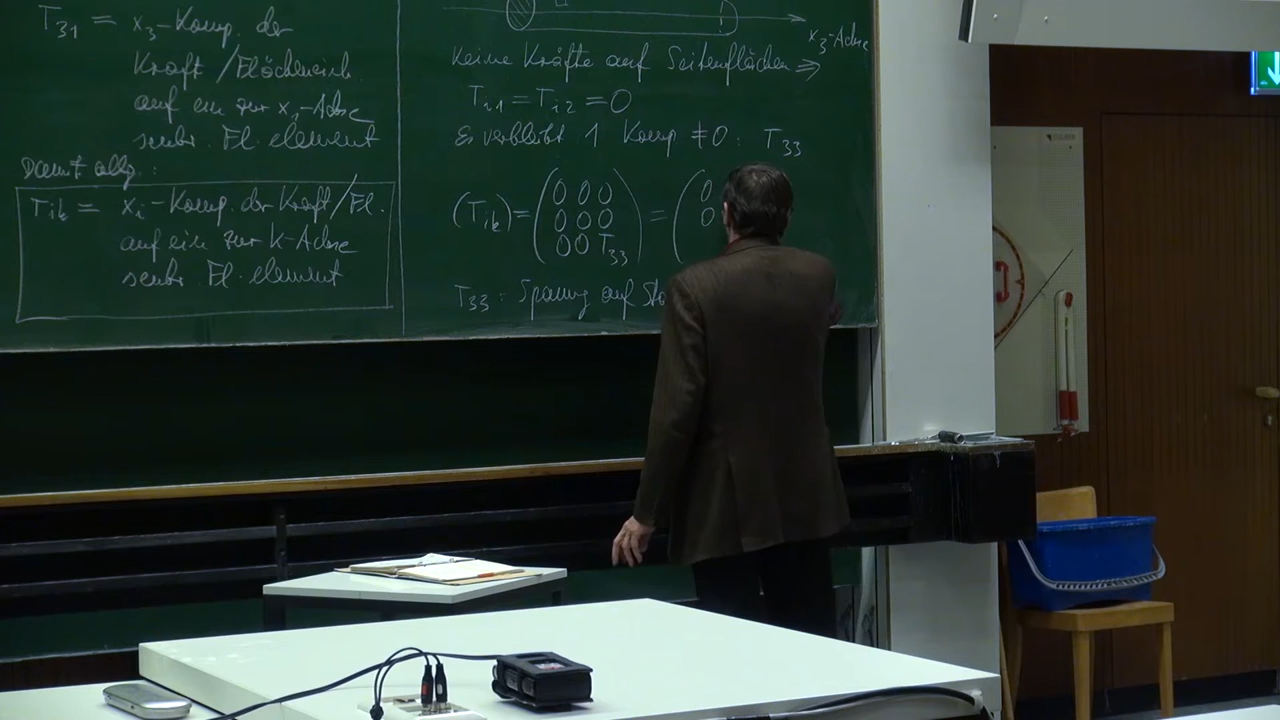 T31 = x3-Komp. der
Kraft / Flächeneinh.
auf ein zur x1-Achse
senkr. Fl. element
Damit allg:
Tik = xi-Komp. der Kraft/Fl.
auf ein zur k-Achse
senkr. Fl. element
x3-Achse
Keine Kräfte auf Seitenflächen ⇒
Ti1 = Ti2 = 0
Es verbleibt 1 Komp ≠ 0: T33
(Tik) = (0 0 0 = (0
0 0 0 0
0 0 T33)
T33: Spannung auf